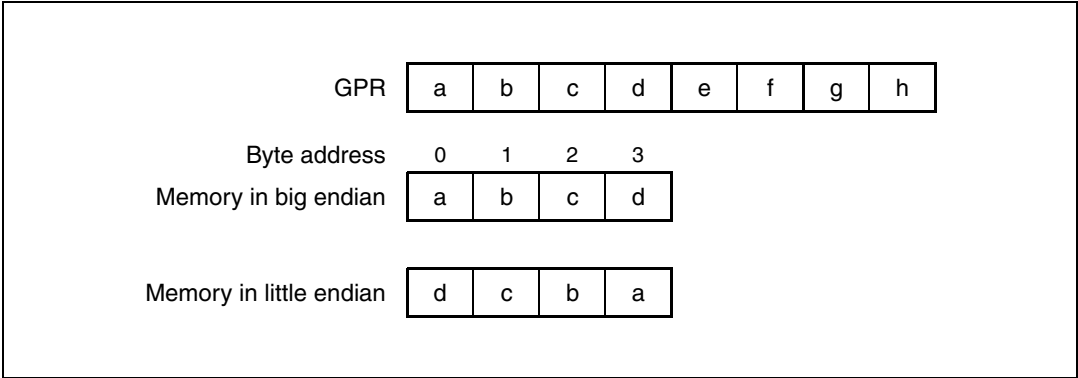 GPR a b c d e f g h
Byte address 0 1 2 3
Memory in big endian a b c d
Memory in little endian d c b a